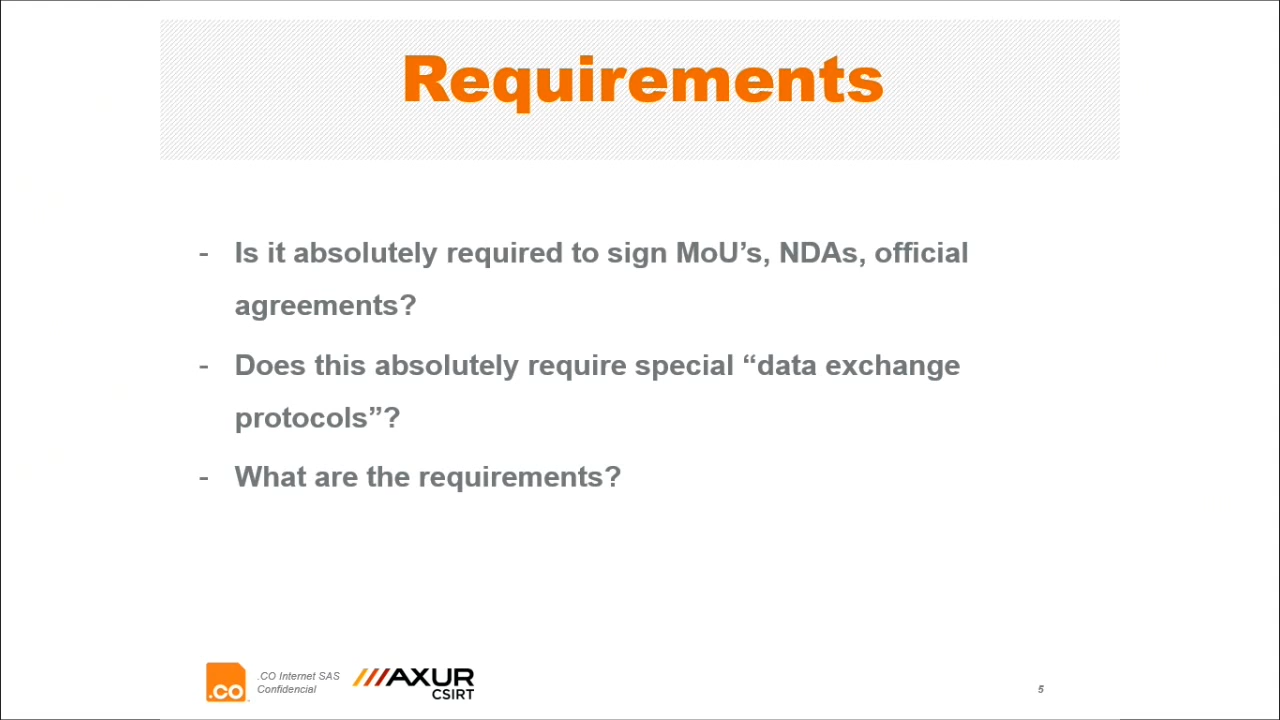 Requirements
- Is it absolutely required to sign MoU’s, NDAs, official
agreements?
- Does this absolutely require special “data exchange
protocols”?
- What are the requirements?
.CO
.CO Internet SAS
Confidencial
AXUR
CSIRT
5